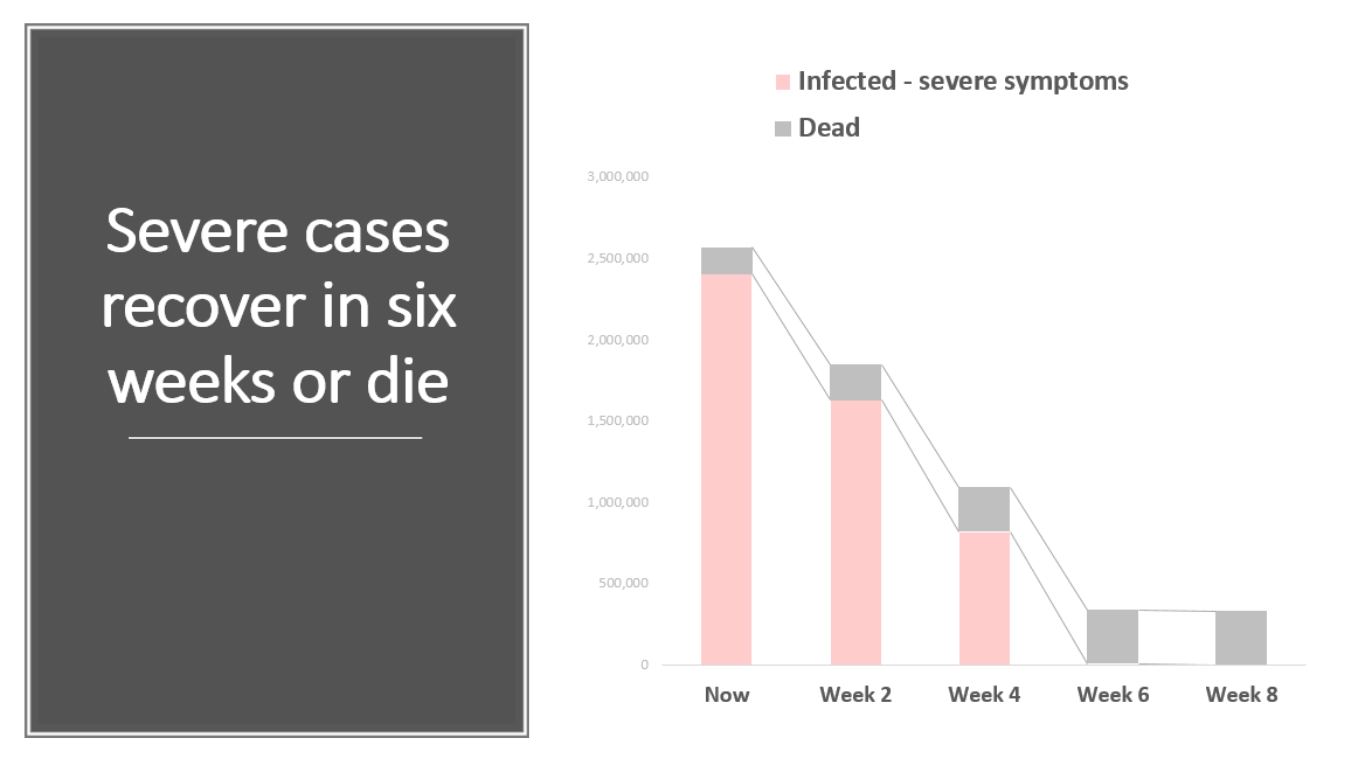 Severe cases
recover in six
weeks or die
Infected - severe symptoms
Dead
3,000,000
2,500,000
2,000,000
1,500,000
1,000,000
500,000
0
Now Week 2 Week 4 Week 6 Week 8